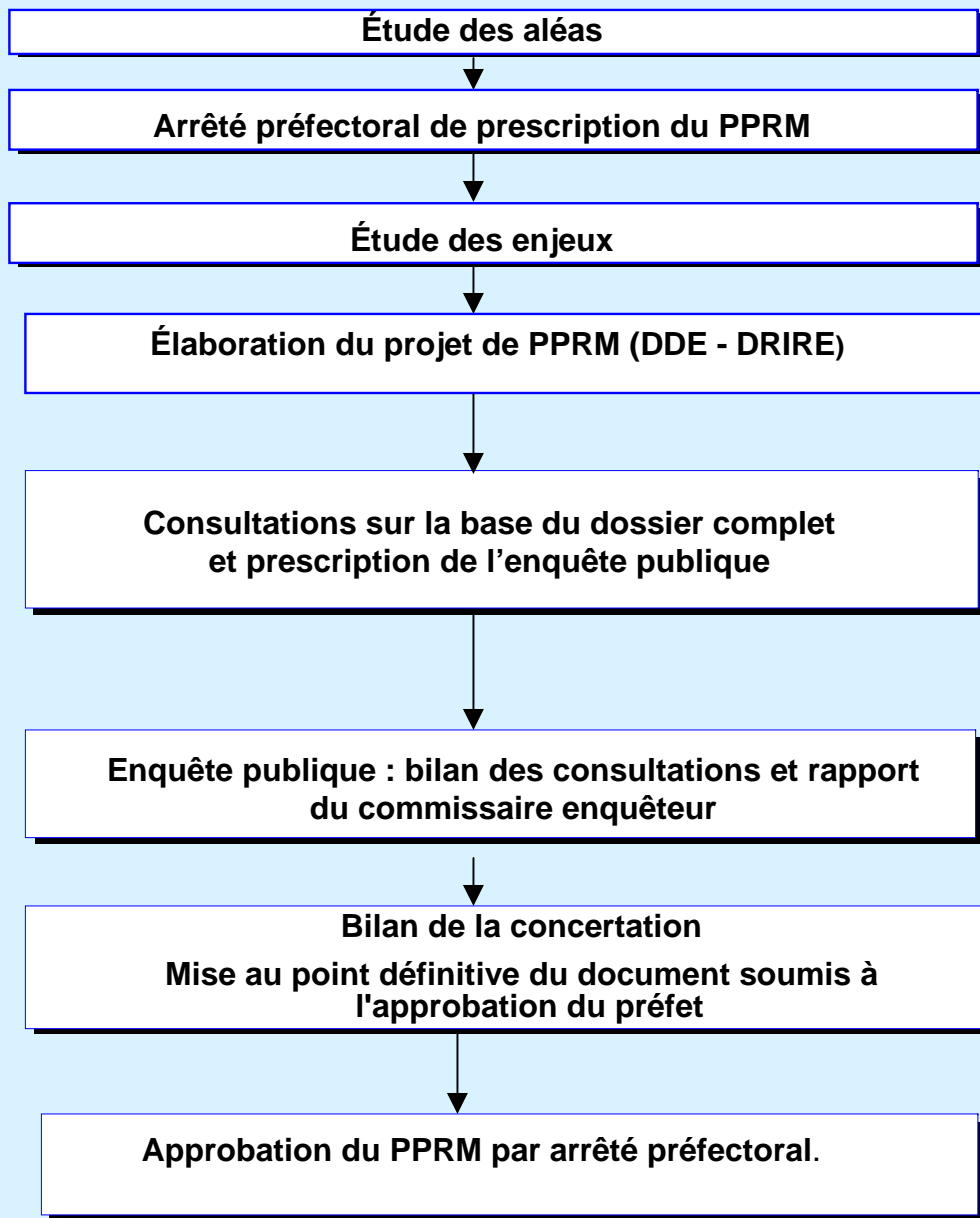 Étude des aléas
Arrêté préfectoral de prescription du PPRM
Étude des enjeux
Élaboration du projet de PPRM (DDE - DRIRE)
Consultations sur la base du dossier complet
et prescription de l’enquête publique
Enquête publique : bilan des consultations et rapport
du commissaire enquêteur
Bilan de la concertation
Mise au point définitive du document soumis à
l'approbation du préfet
Approbation du PPRM par arrêté préfectoral.